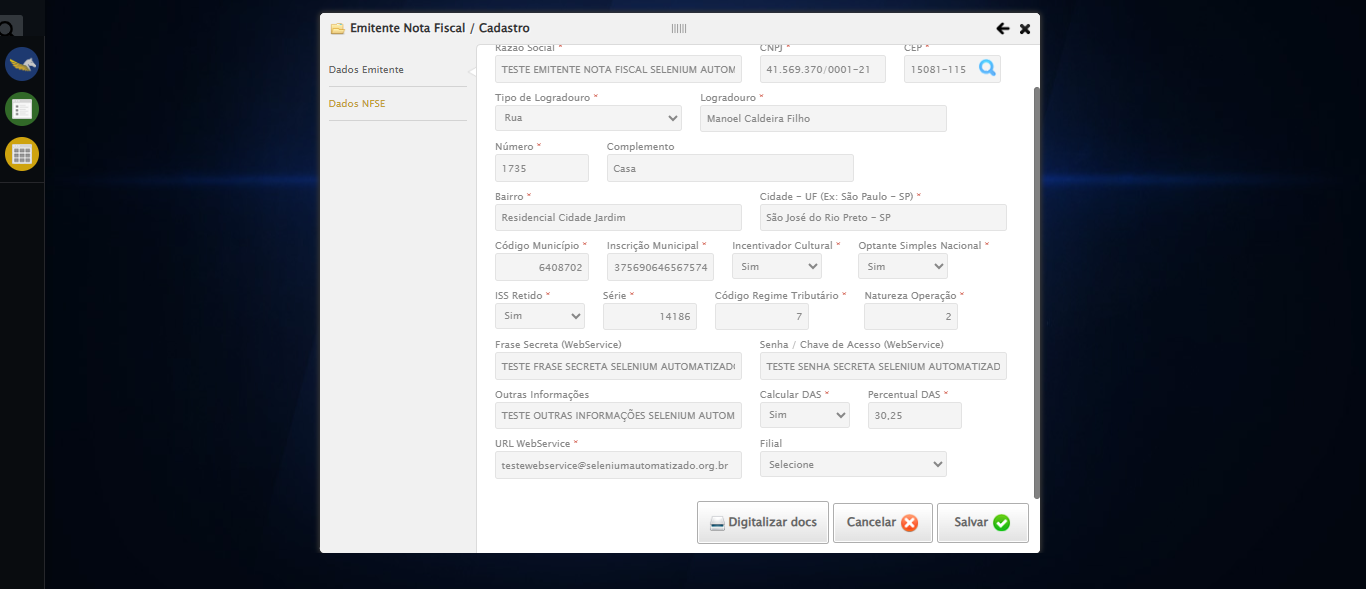 Emitente Nota Fiscal / Cadastro
Dados Emitente
Dados NFSE
Razão Social * CNPJ * CEP *
TESTE EMITENTE NOTA FISCAL SELENIUM AUTOM 41.569.370/0001-21 15081-115
Tipo de Logradouro * Logradouro *
Rua Manoel Caldeira Filho
Número * Complemento
1735 Casa
Bairro * Cidade - UF (Ex: São Paulo - SP) *
Residencial Cidade Jardim São José do Rio Preto - SP
Código Município * Inscrição Municipal * Incentivador Cultural * Optante Simples Nacional *
6408702 375690646567574 Sim Sim
ISS Retido * Série * Código Regime Tributário * Natureza Operação *
Sim 14186 7 2
Frase Secreta (WebService) Senha / Chave de Acesso (WebService)
TESTE FRASE SECRETA SELENIUM AUTOMATIZADO TESTE SENHA SECRETA SELENIUM AUTOMATIZAD
Outras Informações Calcular DAS * Percentual DAS *
TESTE OUTRAS INFORMAÇÕES SELENIUM AUTOM Sim 30,25
URL WebService * Filial
testewebservice@seleniumautomatizado.org.br Selecione
Digitalizar docs Cancelar Salvar